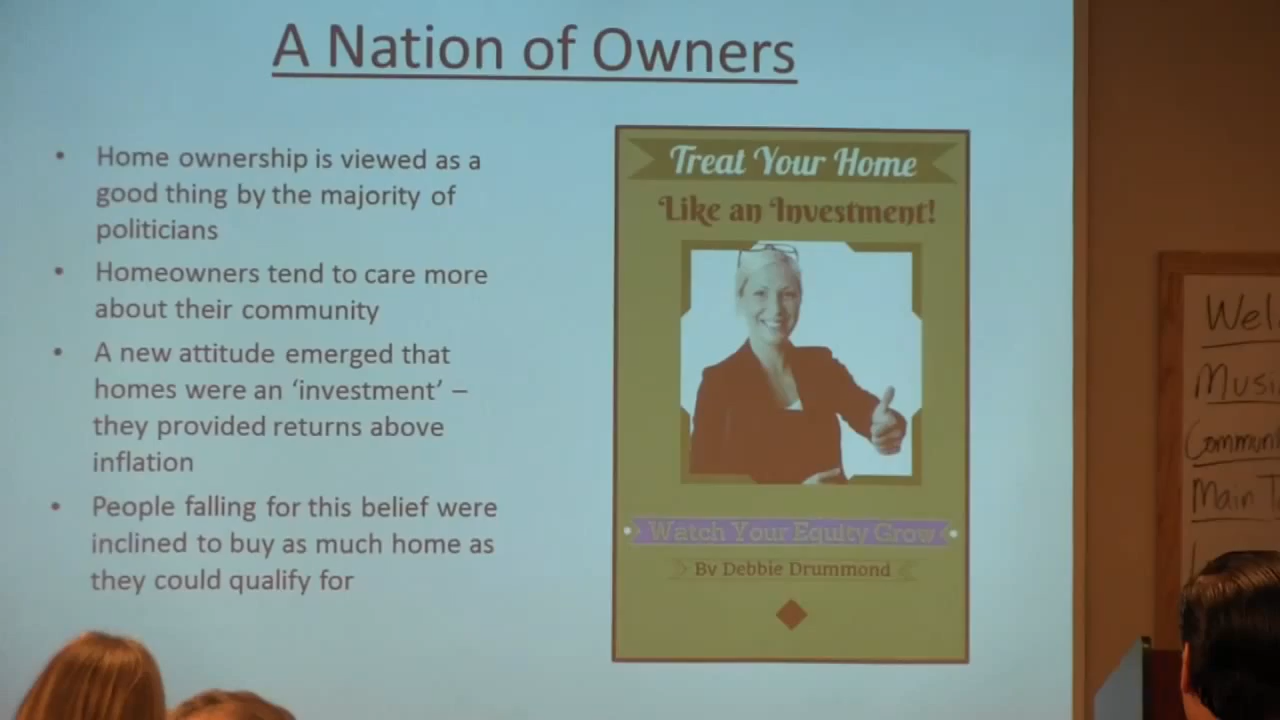 A Nation of Owners
• Home ownership is viewed as a
good thing by the majority of
politicians
• Homeowners tend to care more
about their community
• A new attitude emerged that
homes were an ‘investment’ –
they provided returns above
inflation
• People falling for this belief were
inclined to buy as much home as
they could qualify for
Treat Your Home
Like an Investment!
Watch Your Equity Grow
By Debbie Drummond
Main